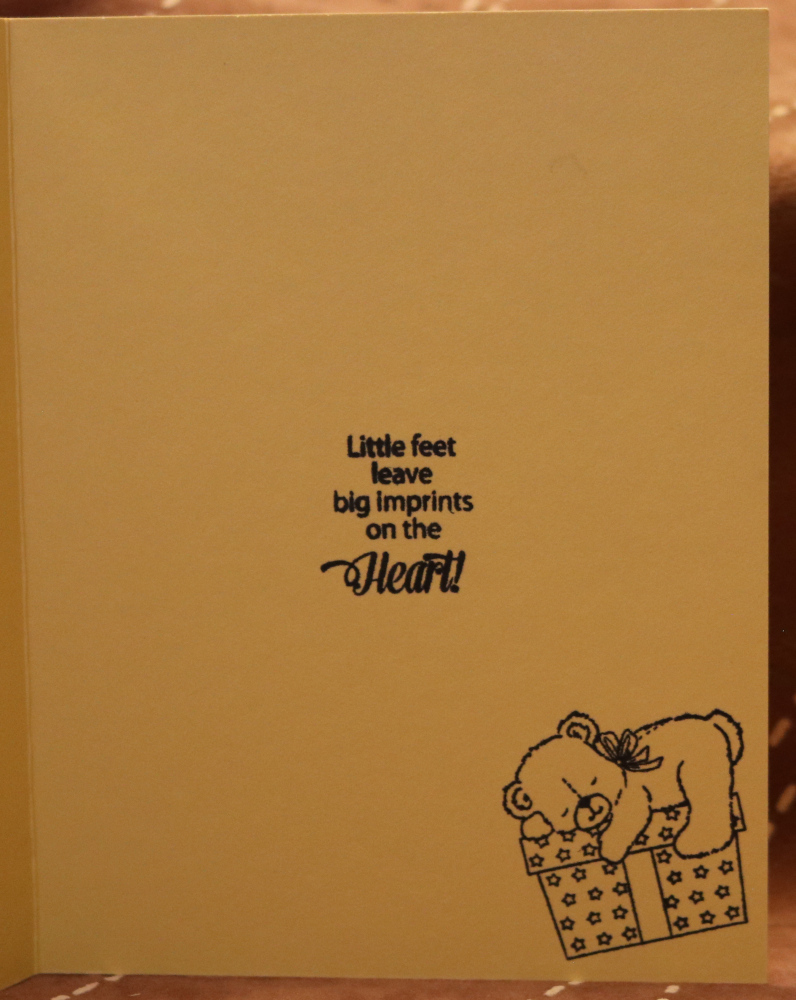 Little feet
leave
big imprints
on the
Heart!